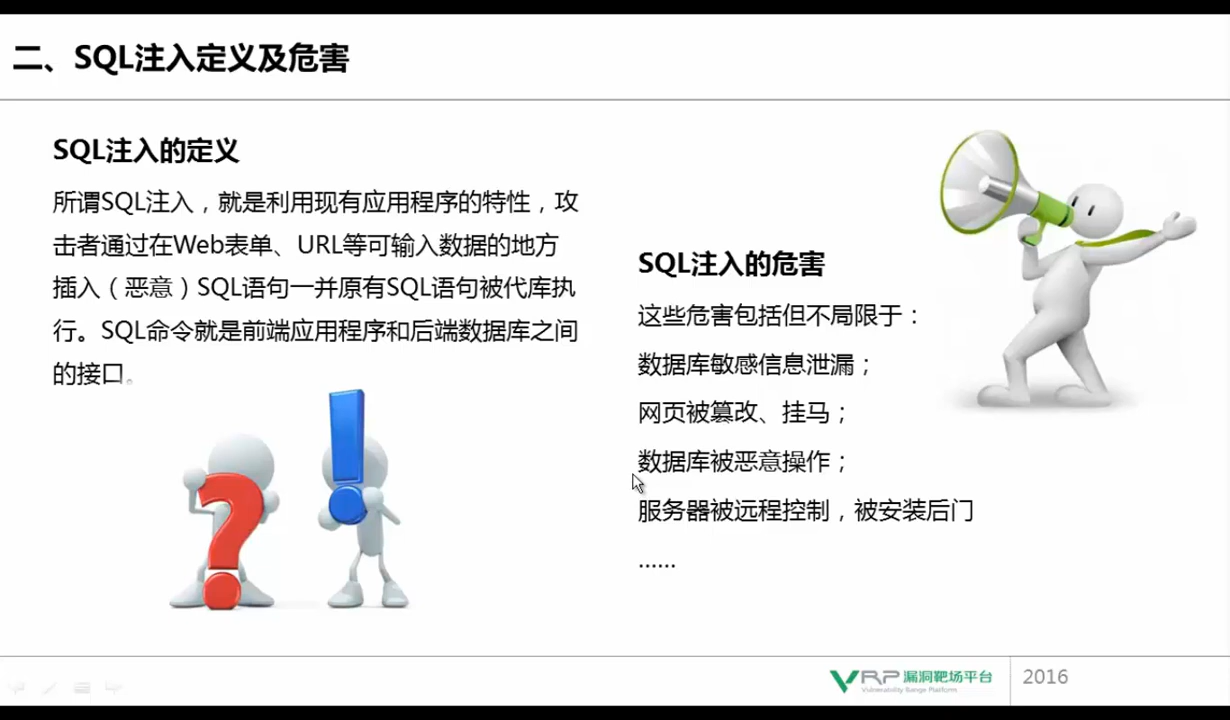 二、SQL注入定义及危害
SQL注入的定义
所谓SQL注入，就是利用现有应用程序的特性，攻
击者通过在Web表单、URL等可输入数据的地方
插入（恶意）SQL语句一并原有SQL语句被代库执
行。SQL命令就是前端应用程序和后端数据库之间
的接口。
SQL注入的危害
这些危害包括但不局限于：
数据库敏感信息泄漏；
网页被篡改、挂马；
数据库被恶意操作；
服务器被远程控制，被安装后门
......
VRP 漏洞靶场平台
Vulnerability Range Platform
2016